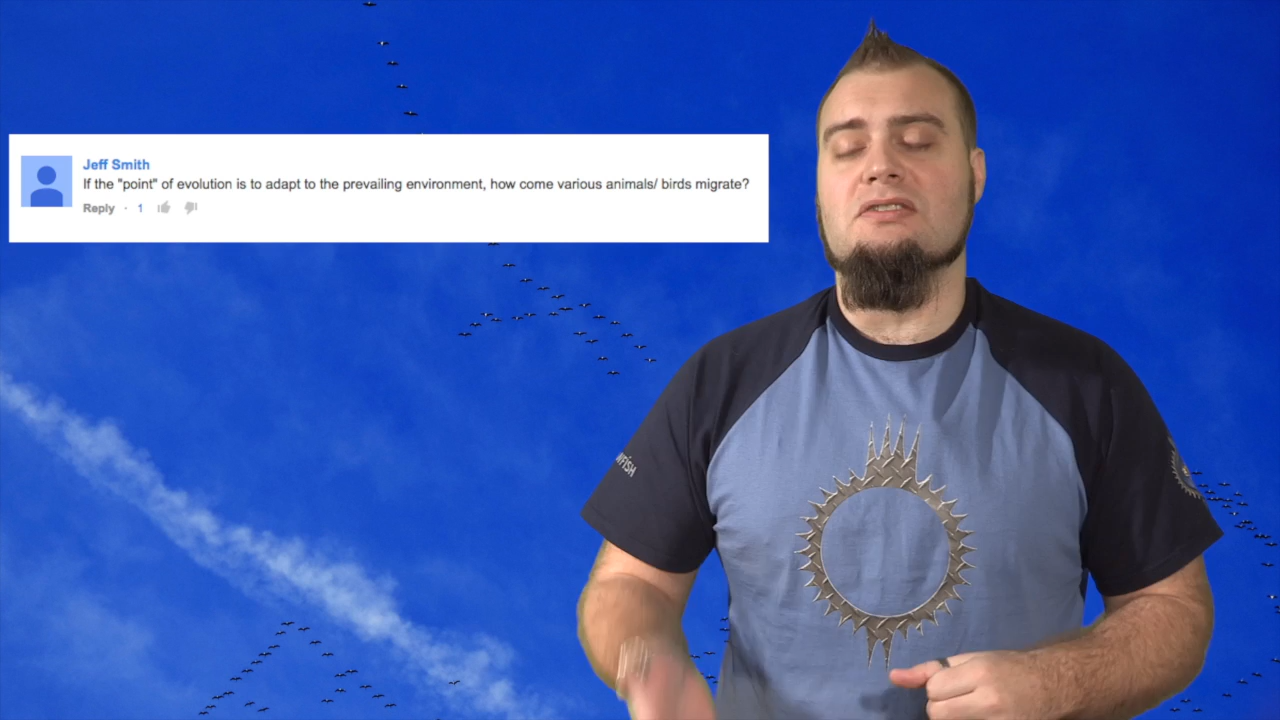 Jeff Smith
If the "point" of evolution is to adapt to the prevailing environment, how come various animals/ birds migrate?
Reply · 1